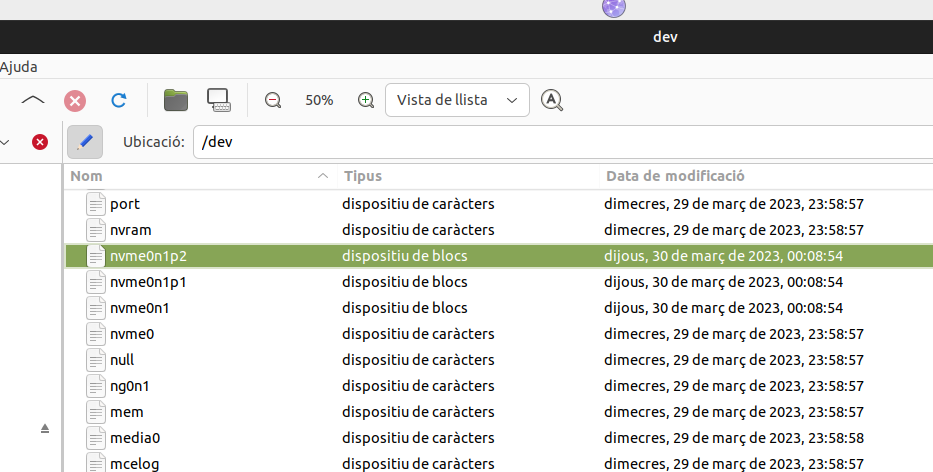 dev
Ajuda
50% Vista de llista A
Ubicació: /dev
Nom Tipus Data de modificació
port dispositiu de caràcters dimecres, 29 de març de 2023, 23:58:57
nvram dispositiu de caràcters dimecres, 29 de març de 2023, 23:58:57
nvme0n1p2 dispositiu de blocs dijous, 30 de març de 2023, 00:08:54
nvme0n1p1 dispositiu de blocs dijous, 30 de març de 2023, 00:08:54
nvme0n1 dispositiu de blocs dijous, 30 de març de 2023, 00:08:54
nvme0 dispositiu de caràcters dimecres, 29 de març de 2023, 23:58:57
null dispositiu de caràcters dimecres, 29 de març de 2023, 23:58:57
ng0n1 dispositiu de caràcters dimecres, 29 de març de 2023, 23:58:57
mem dispositiu de caràcters dimecres, 29 de març de 2023, 23:58:57
media0 dispositiu de caràcters dimecres, 29 de març de 2023, 23:58:58
mcelog dispositiu de caràcters dimecres, 29 de març de 2023, 23:58:57